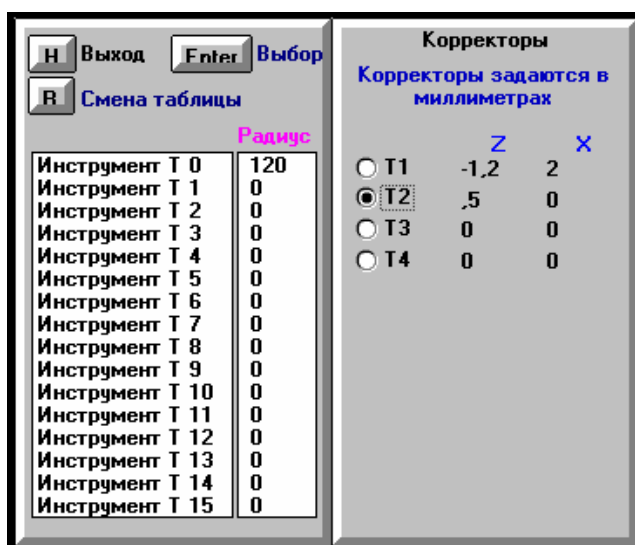 H Выход Enter Выбор
R Смена таблицы
Радиус
Инструмент Т 0 120
Инструмент Т 1 0
Инструмент Т 2 0
Инструмент Т 3 0
Инструмент Т 4 0
Инструмент Т 5 0
Инструмент Т 6 0
Инструмент Т 7 0
Инструмент Т 8 0
Инструмент Т 9 0
Инструмент Т 10 0
Инструмент Т 11 0
Инструмент Т 12 0
Инструмент Т 13 0
Инструмент Т 14 0
Инструмент Т 15 0
Корректоры
Корректоры задаются в
миллиметрах
Z X
T1 -1,2 2
T2 ,5 0
T3 0 0
T4 0 0